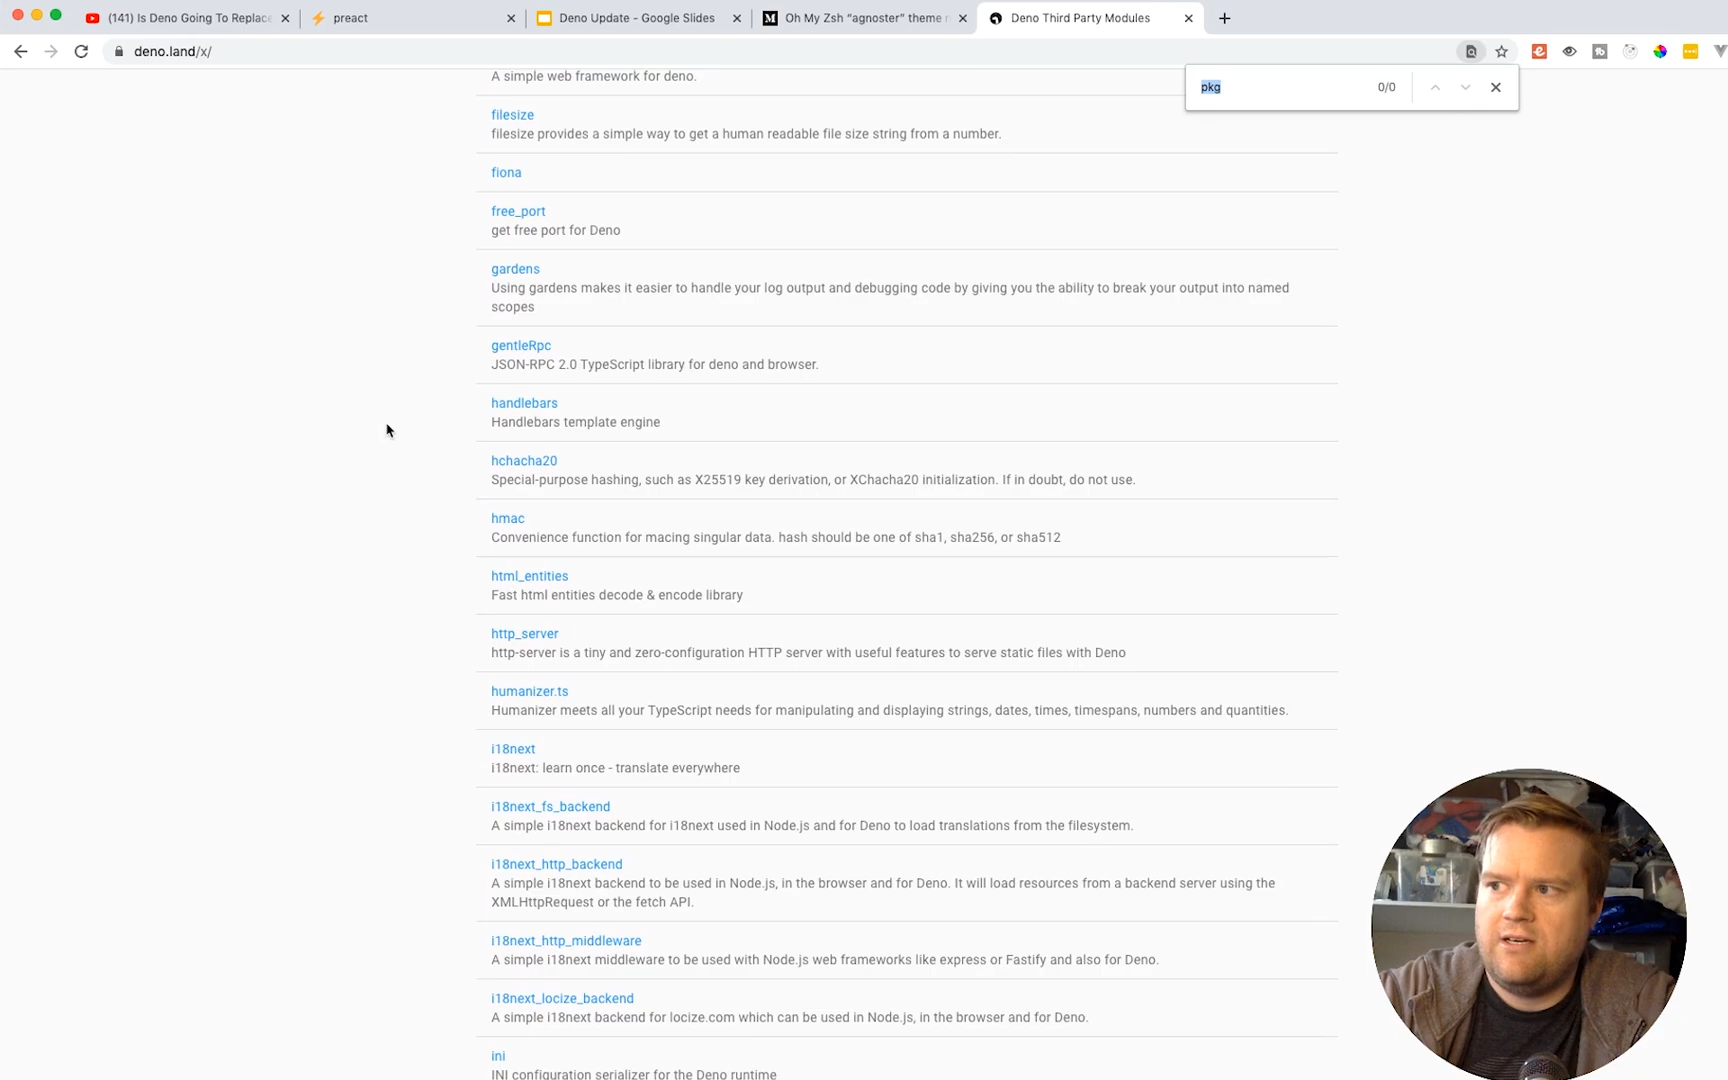 (141) Is Deno Going To Replace
preact
Deno Update - Google Slides
Oh My Zsh “agnoster” theme
Deno Third Party Modules
deno.land/x/
pkg
0/0
A simple web framework for deno.
filesize
filesize provides a simple way to get a human readable file size string from a number.
fiona
free_port
get free port for Deno
gardens
Using gardens makes it easier to handle your log output and debugging code by giving you the ability to break your output into named
scopes
gentleRpc
JSON-RPC 2.0 TypeScript library for deno and browser.
handlebars
Handlebars template engine
hchacha20
Special-purpose hashing, such as X25519 key derivation, or XChacha20 initialization. If in doubt, do not use.
hmac
Convenience function for macing singular data. hash should be one of sha1, sha256, or sha512
html_entities
Fast html entities decode & encode library
http_server
http-server is a tiny and zero-configuration HTTP server with useful features to serve static files with Deno
humanizer.ts
Humanizer meets all your TypeScript needs for manipulating and displaying strings, dates, times, timespans, numbers and quantities.
i18next
i18next: learn once - translate everywhere
i18next_fs_backend
A simple i18next backend for i18next used in Node.js and for Deno to load translations from the filesystem.
i18next_http_backend
A simple i18next backend to be used in Node.js, in the browser and for Deno. It will load resources from a backend server using the
XMLHttpRequest or the fetch API.
i18next_http_middleware
A simple i18next middleware to be used with Node.js web frameworks like express or Fastify and also for Deno.
i18next_locize_backend
A simple i18next backend for locize.com which can be used in Node.js, in the browser and for Deno.
ini
INI configuration serializer for the Deno runtime